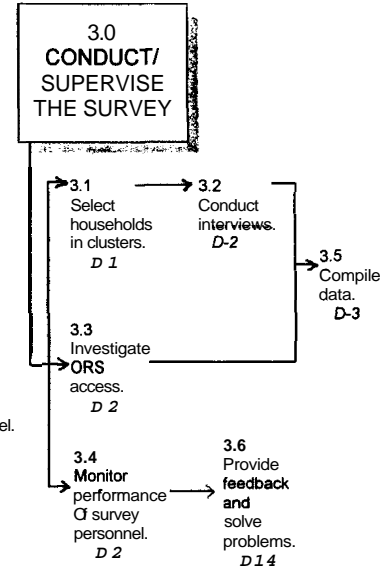 3.0
CONDUCT/
SUPERVISE
THE SURVEY
3.1
Select
households
in clusters.
D 1
3.2
Conduct
interviews.
D-2
3.5
Compile
data.
D-3
3.3
Investigate
ORS
access.
D 2
el.
3.4
Monitor
performance
Of survey
personnel.
D 2
3.6
Provide
feedback
and
solve
problems.
D14